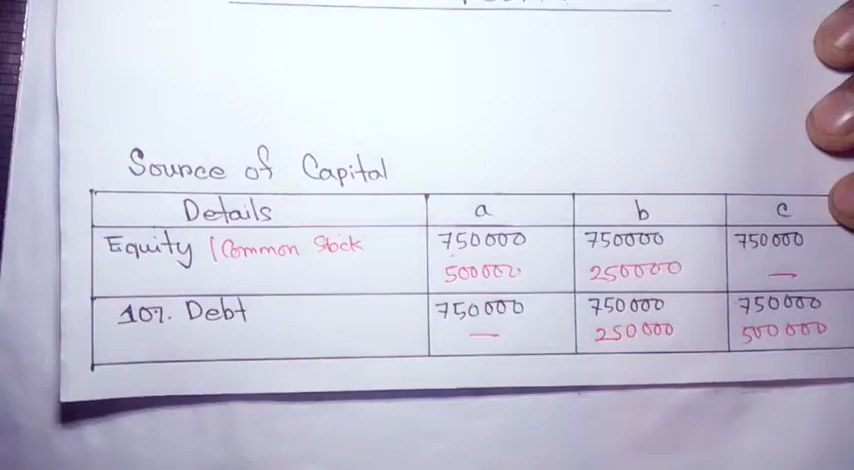 Source of Capital
Details a b c
Equity (Common Stock 750000 750000 750000
500000 250000 —
10% Debt 750000 750000 750000
— 250000 500000